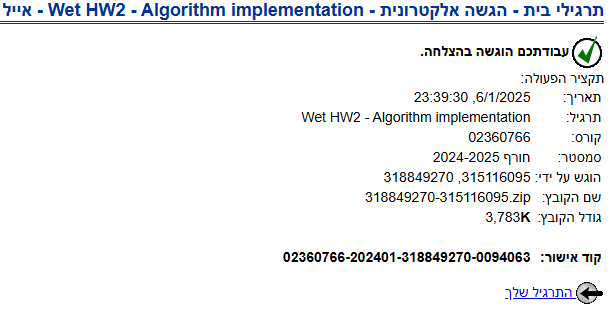 תרגילי בית - הגשה אלקטרונית - Wet HW2 - Algorithm implementation - אייל
עבודתכם הוגשה בהצלחה.
תקציר הפעולה:
תאריך: 6/1/2025, 23:39:30
תרגיל: Wet HW2 - Algorithm implementation
קורס: 02360766
סמסטר: חורף 2024-2025
הוגש על ידי: 315116095, 318849270
שם הקובץ: 318849270-315116095.zip
גודל הקובץ: 3,783K
קוד אישור: 02360766-202401-318849270-0094063
התרגיל שלך